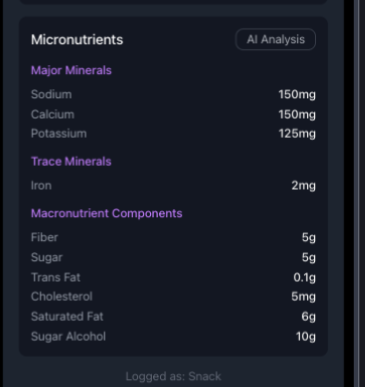 Micronutrients AI Analysis
Major Minerals
Sodium 150mg
Calcium 150mg
Potassium 125mg
Trace Minerals
Iron 2mg
Macronutrient Components
Fiber 5g
Sugar 5g
Trans Fat 0.1g
Cholesterol 5mg
Saturated Fat 6g
Sugar Alcohol 10g
Logged as: Snack